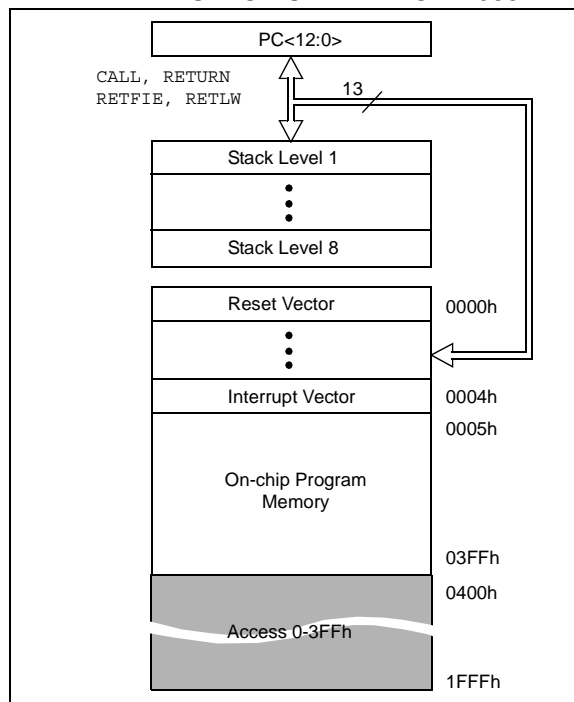 PC<12:0>
CALL, RETURN
RETFIE, RETLW
13
Stack Level 1
Stack Level 8
Reset Vector
0000h
Interrupt Vector
0004h
0005h
On-chip Program
Memory
03FFh
0400h
Access 0-3FFh
1FFFh